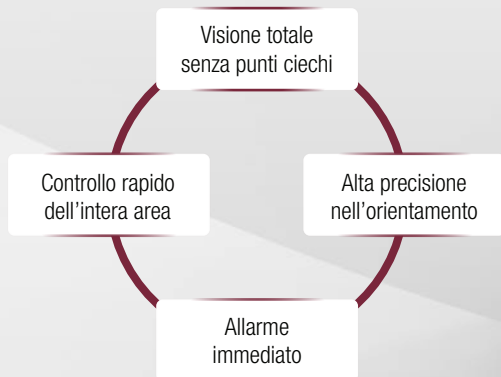 Visione totale
senza punti ciechi
Controllo rapido
dell'intera area
Alta precisione
nell'orientamento
Allarme
immediato